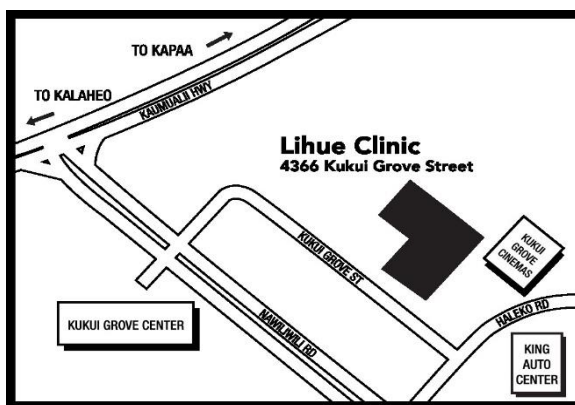 TO KAPAA
TO KALAHEO
KAUMUALII HWY
Lihue Clinic
4366 Kukui Grove Street
KUKUI
GROVE
CINEMAS
KUKUI GROVE ST
HALEKO RD
KUKUI GROVE CENTER
NAWILIWILI RD
KING
AUTO
CENTER